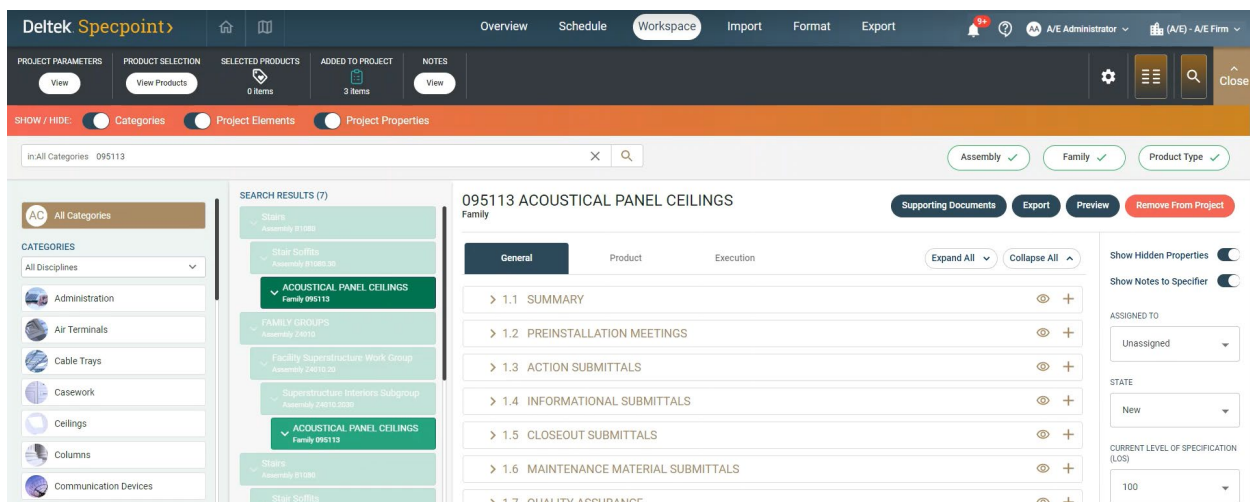 Deltek Specpoint
Overview
Schedule
Workspace
Import
Format
Export
9+
AA A/E Administrator
(A/E) - A/E Firm
PROJECT PARAMETERS
View
PRODUCT SELECTION
View Products
SELECTED PRODUCTS
0 items
ADDED TO PROJECT
3 items
NOTES
View
Close
SHOW / HIDE:
Categories
Project Elements
Project Properties
in:All Categories 095113
Assembly
Family
Product Type
AC All Categories
CATEGORIES
All Disciplines
Administration
Air Terminals
Cable Trays
Casework
Ceilings
Columns
Communication Devices
SEARCH RESULTS (7)
Stairs
Assembly B1080
Stair Soffits
Assembly B1080.30
ACOUSTICAL PANEL CEILINGS
Family 095113
FAMILY GROUPS
Assembly Z4010
Facility Superstructure Work Group
Assembly Z4010.30
Superstructure Interiors Subgroup
Assembly Z4010.3030
ACOUSTICAL PANEL CEILINGS
Family 095113
Stairs
Assembly B1080
Stair Soffits
095113 ACOUSTICAL PANEL CEILINGS
Family
Supporting Documents
Export
Preview
Remove From Project
General
Product
Execution
Expand All
Collapse All
1.1 SUMMARY
1.2 PREINSTALLATION MEETINGS
1.3 ACTION SUBMITTALS
1.4 INFORMATIONAL SUBMITTALS
1.5 CLOSEOUT SUBMITTALS
1.6 MAINTENANCE MATERIAL SUBMITTALS
1.7 QUALITY ASSURANCE
Show Hidden Properties
Show Notes to Specifier
ASSIGNED TO
Unassigned
STATE
New
CURRENT LEVEL OF SPECIFICATION
(LOS)
100